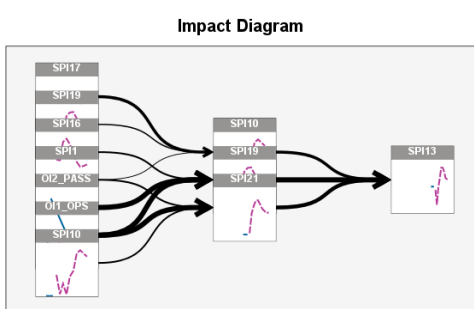 Impact Diagram
SPI17
SPI19
SPI16
SPI1
OI2_PASS
OI1_OPS
SPI10
SPI10
SPI19
SPI21
SPI13